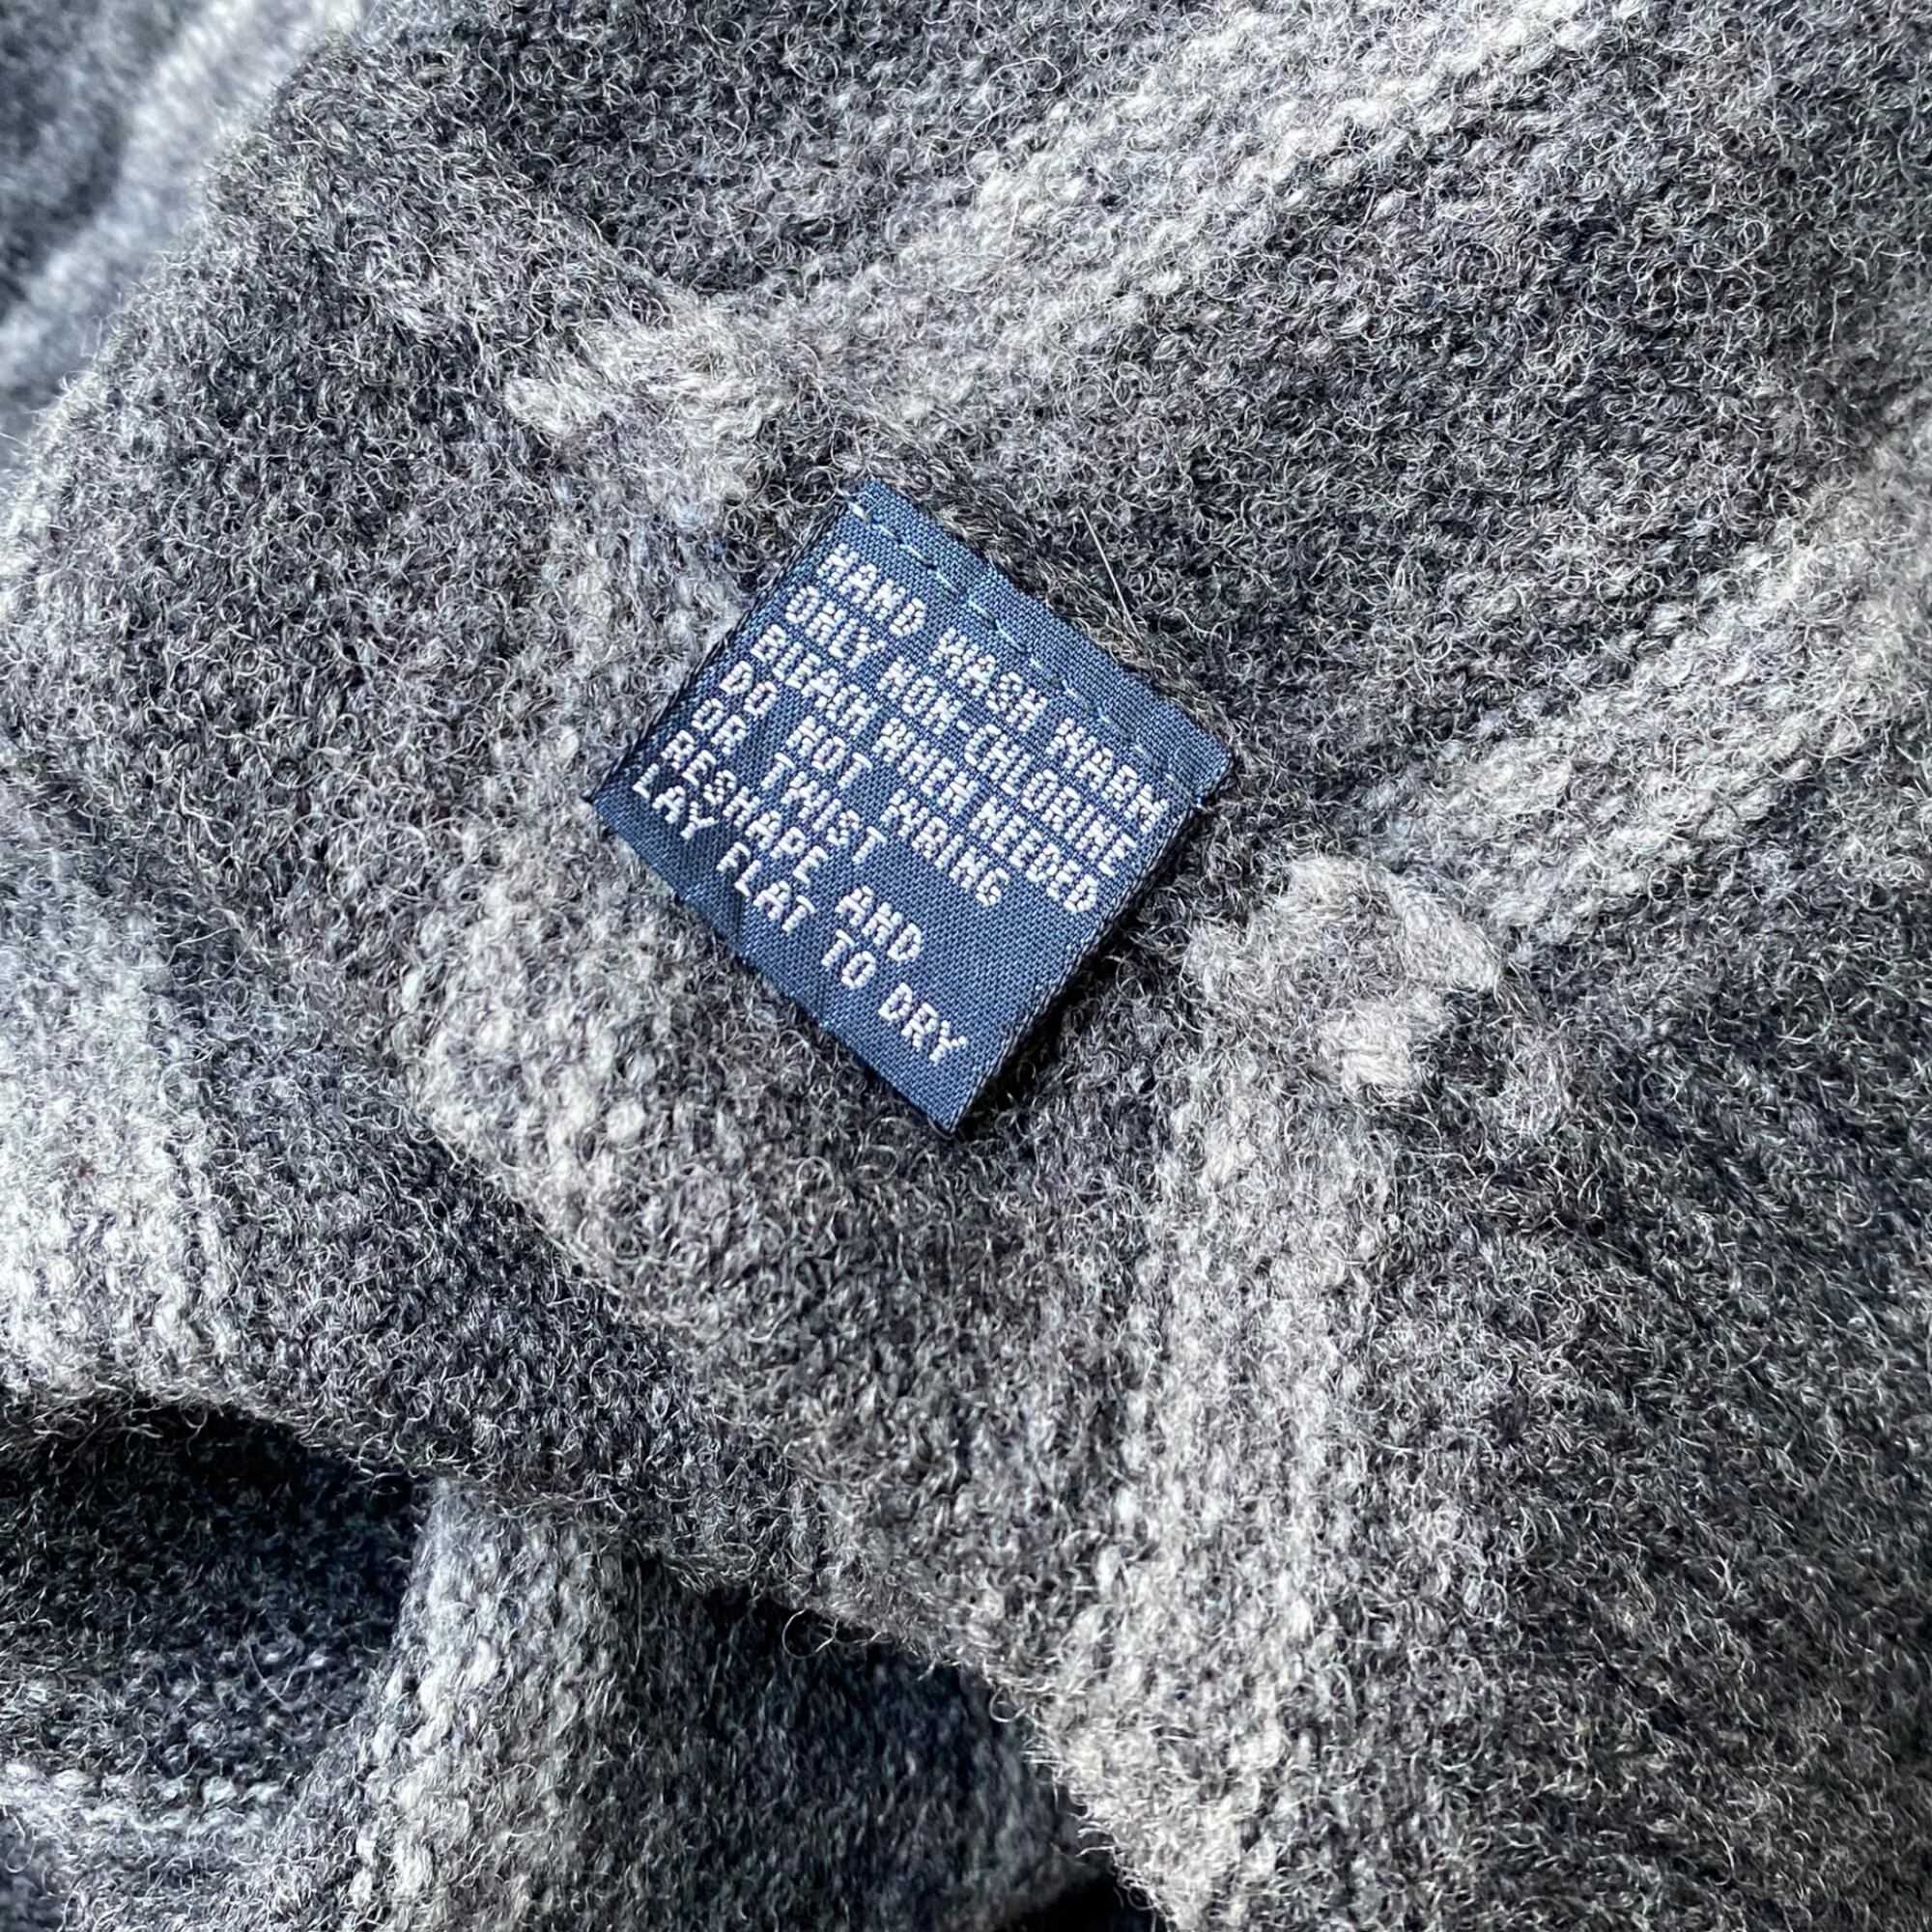 HAND WASH WARM
ONLY NON-CHLORINE
BLEACH WHEN NEEDED
DO NOT WRING
OR TWIST
RESHAPE AND
LAY FLAT TO DRY